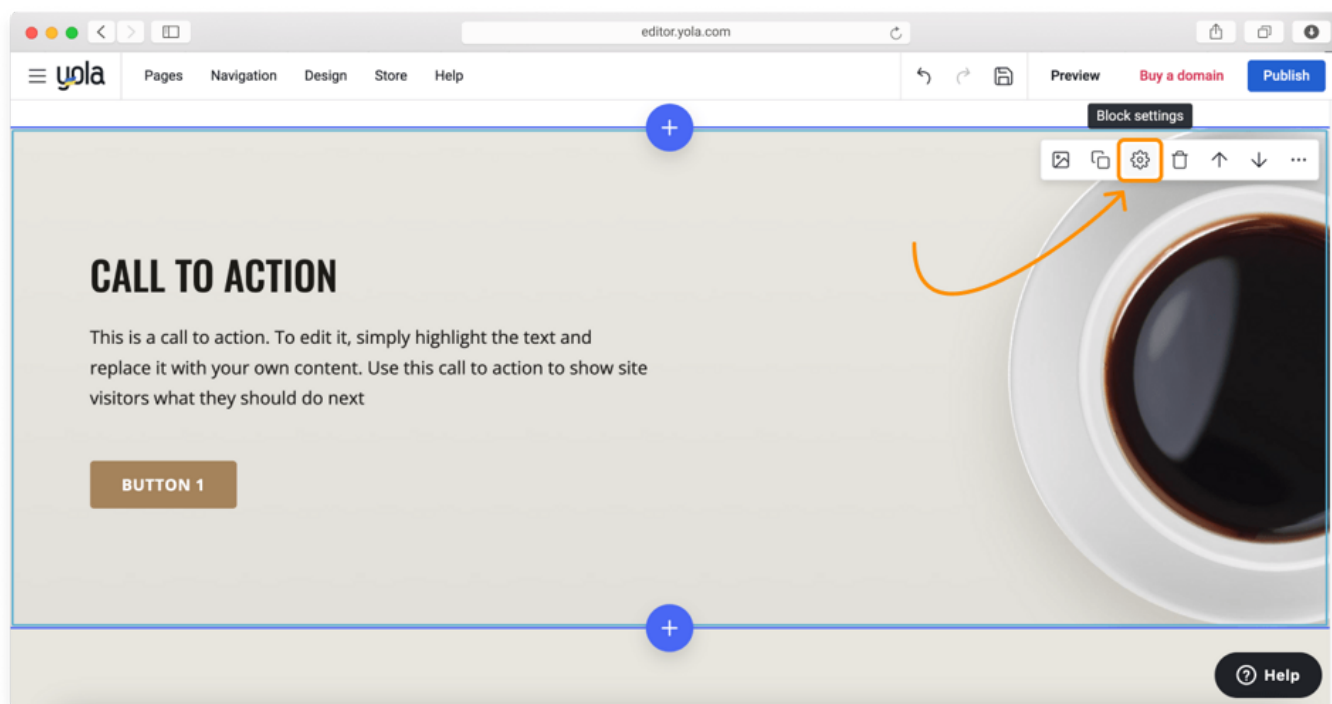 editor.yola.com
yola Pages Navigation Design Store Help Preview Buy a domain Publish
Block settings
CALL TO ACTION
This is a call to action. To edit it, simply highlight the text and
replace it with your own content. Use this call to action to show site
visitors what they should do next
BUTTON 1
Help